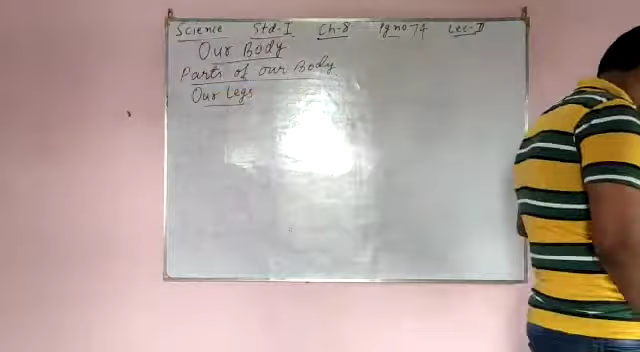 Science Std-I Ch-8 Pg no 74 Lec-II
Our Body
Parts of our Body
Our Legs